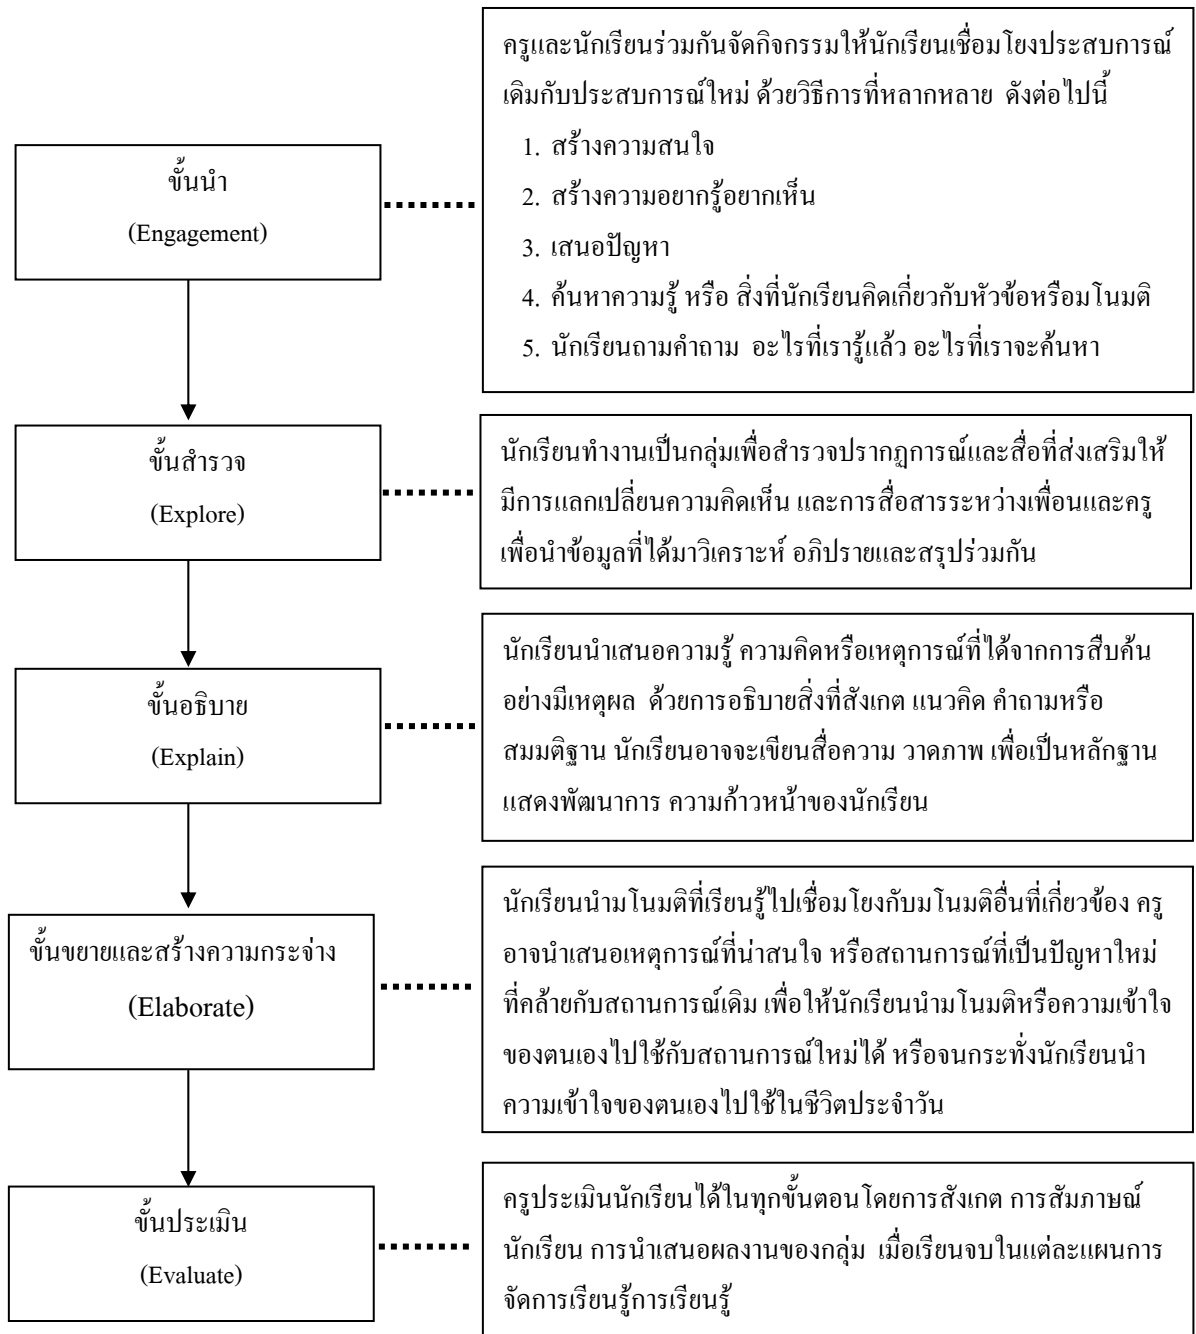 ขั้นนำ
(Engagement)
ครูและนักเรียนร่วมกันจัดกิจกรรมให้นักเรียนเชื่อมโยงประสบการณ์
เดิมกับประสบการณ์ใหม่ ด้วยวิธีการที่หลากหลาย ดังต่อไปนี้
1. สร้างความสนใจ
2. สร้างความอยากรู้อยากเห็น
3. เสนอปัญหา
4. ค้นหาความรู้ หรือ สิ่งที่นักเรียนคิดเกี่ยวกับหัวข้อหรือมโนมติ
5. นักเรียนถามคำถาม อะไรที่เรารู้แล้ว อะไรที่เราจะค้นหา
ขั้นสำรวจ
(Explore)
นักเรียนทำงานเป็นกลุ่มเพื่อสำรวจปรากฏการณ์และสื่อที่ส่งเสริมให้
มีการแลกเปลี่ยนความคิดเห็น และการสื่อสารระหว่างเพื่อนและครู
เพื่อนำข้อมูลที่ได้มาวิเคราะห์ อภิปรายและสรุปร่วมกัน
ขั้นอธิบาย
(Explain)
นักเรียนนำเสนอความรู้ ความคิดหรือเหตุการณ์ที่ได้จากการสืบค้น
อย่างมีเหตุผล ด้วยการอธิบายสิ่งที่สังเกต แนวคิด คำถามหรือ
สมมติฐาน นักเรียนอาจจะเขียนสื่อความ วาดภาพ เพื่อเป็นหลักฐาน
แสดงพัฒนาการ ความก้าวหน้าของนักเรียน
ขั้นขยายและสร้างความกระจ่าง
(Elaborate)
นักเรียนนำมโนมติที่เรียนรู้ไปเชื่อมโยงกับมโนมติอื่นที่เกี่ยวข้อง ครู
อาจนำเสนอเหตุการณ์ที่น่าสนใจ หรือสถานการณ์ที่เป็นปัญหาใหม่
ที่คล้ายกับสถานการณ์เดิม เพื่อให้นักเรียนนำมโนมติหรือความเข้าใจ
ของตนเองไปใช้กับสถานการณ์ใหม่ได้ หรือจนกระทั่งนักเรียนนำ
ความเข้าใจของตนเองไปใช้ในชีวิตประจำวัน
ขั้นประเมิน
(Evaluate)
ครูประเมินนักเรียนได้ในทุกขั้นตอนโดยการสังเกต การสัมภาษณ์
นักเรียน การนำเสนอผลงานของกลุ่ม เมื่อเรียนจบในแต่ละแผนการ
จัดการเรียนรู้การเรียนรู้